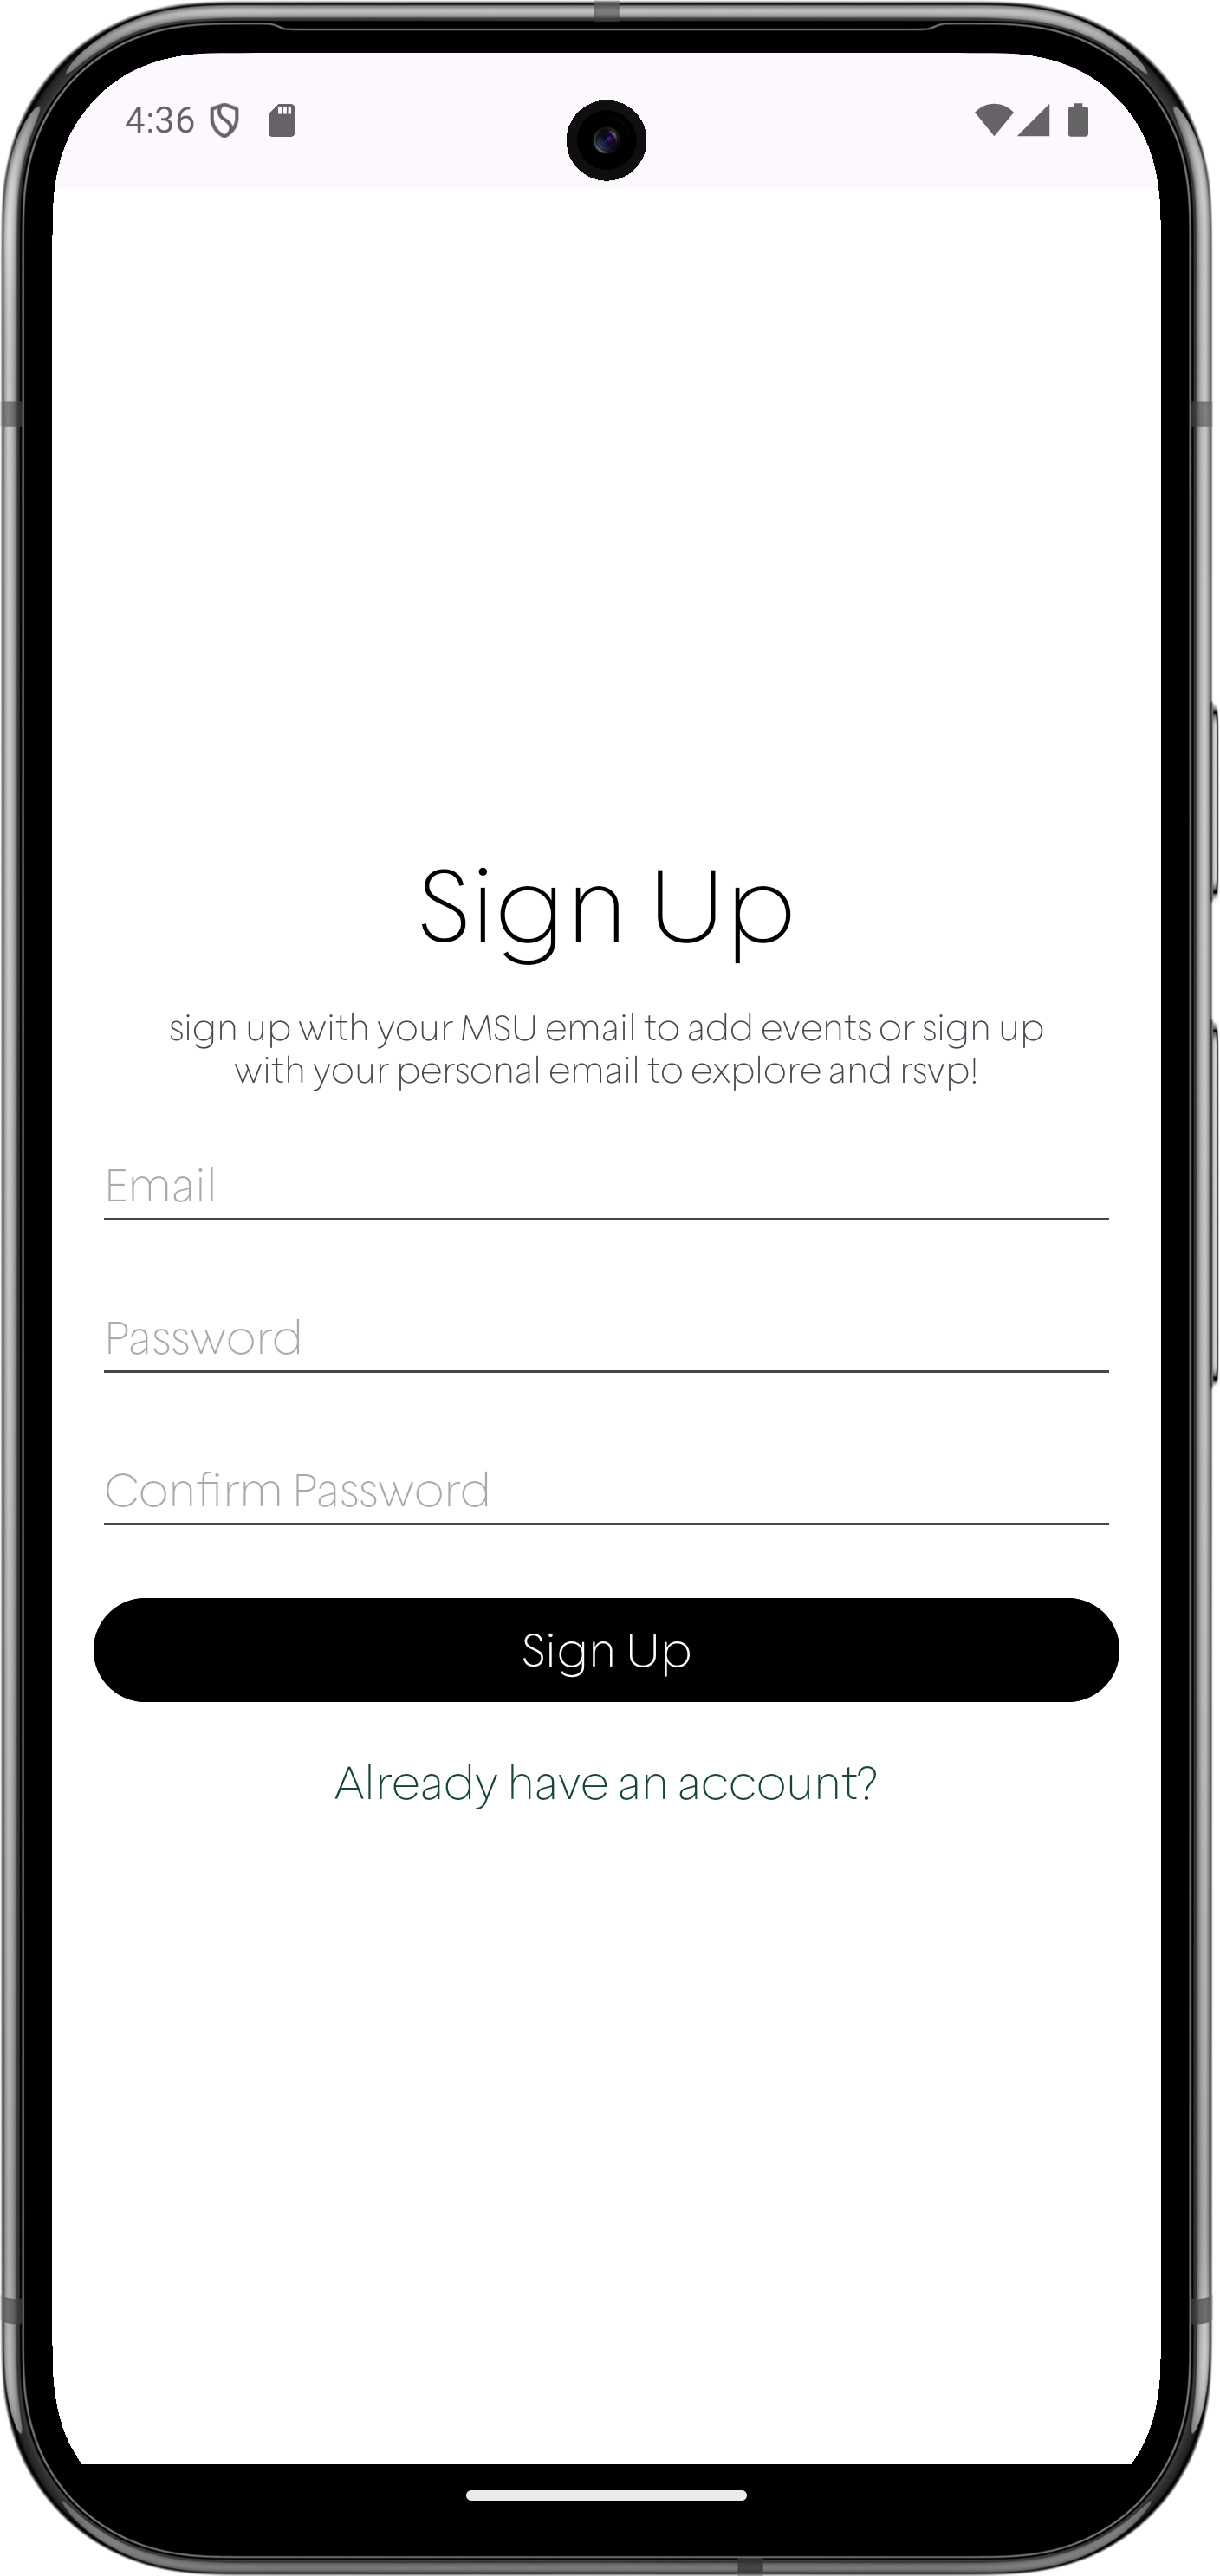 4:36
Sign Up
sign up with your MSU email to add events or sign up
with your personal email to explore and rsvp!
Email
Password
Confirm Password
Sign Up
Already have an account?